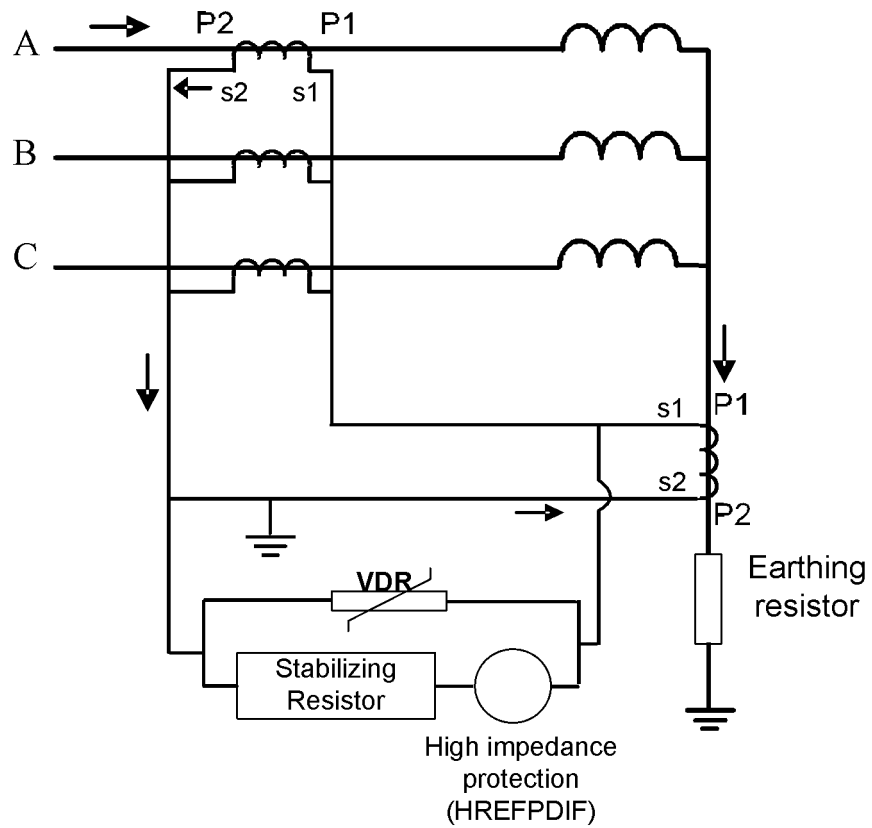 P2
P1
A
s2
s1
B
C
s1
P1
s2
P2
VDR
Earthing
resistor
Stabilizing
Resistor
High impedance
protection
(HREFPDIF)